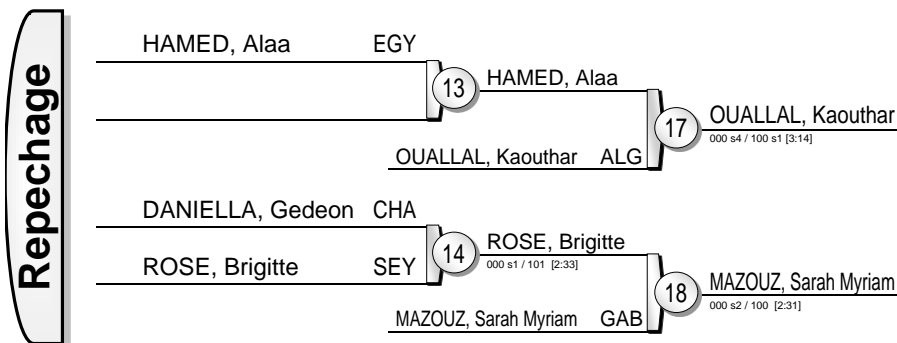 Repechage
HAMED, Alaa EGY
13 HAMED, Alaa
17 OUALLAL, Kaouthar
000 s4 / 100 s1 [3:14]
OUALLAL, Kaouthar ALG
DANIELLA, Gedeon CHA
14 ROSE, Brigitte
000 s1 / 101 [2:33]
ROSE, Brigitte SEY
18 MAZOUZ, Sarah Myriam
000 s2 / 100 [2:31]
MAZOUZ, Sarah Myriam GAB